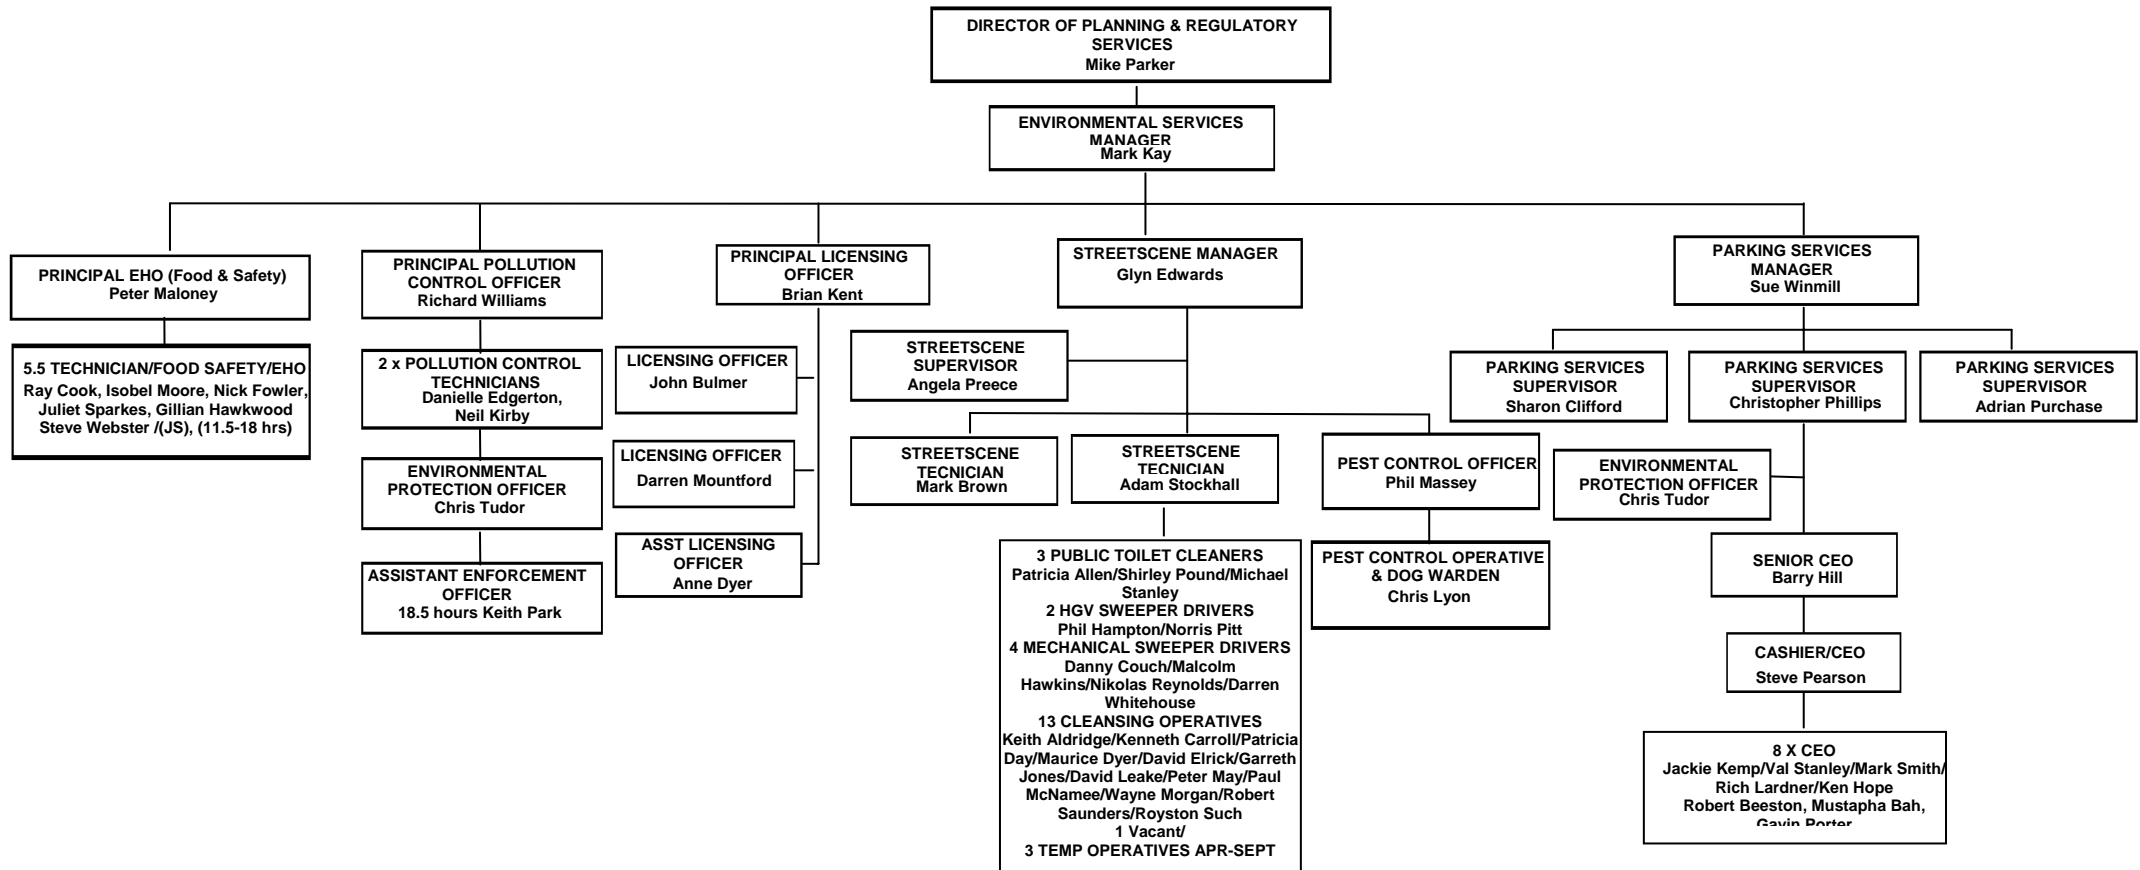 DIRECTOR OF PLANNING & REGULATORY
SERVICES
Mike Parker
ENVIRONMENTAL SERVICES
MANAGER
Mark Kay
PRINCIPAL EHO (Food & Safety)
Peter Maloney
5.5 TECHNICIAN/FOOD SAFETY/EHO
Ray Cook, Isobel Moore, Nick Fowler,
Juliet Sparkes, Gillian Hawkwood
Steve Webster /(JS), (11.5-18 hrs)
PRINCIPAL POLLUTION
CONTROL OFFICER
Richard Williams
2 x POLLUTION CONTROL
TECHNICIANS
Danielle Edgerton,
Neil Kirby
ENVIRONMENTAL
PROTECTION OFFICER
Chris Tudor
ASSISTANT ENFORCEMENT
OFFICER
18.5 hours Keith Park
PRINCIPAL LICENSING
OFFICER
Brian Kent
LICENSING OFFICER
John Bulmer
LICENSING OFFICER
Darren Mountford
ASST LICENSING
OFFICER
Anne Dyer
STREETSCENE MANAGER
Glyn Edwards
STREETSCENE
SUPERVISOR
Angela Preece
STREETSCENE
TECNICIAN
Mark Brown
STREETSCENE
TECNICIAN
Adam Stockhall
3 PUBLIC TOILET CLEANERS
Patricia Allen/Shirley Pound/Michael
Stanley
2 HGV SWEEPER DRIVERS
Phil Hampton/Norris Pitt
4 MECHANICAL SWEEPER DRIVERS
Danny Couch/Malcolm
Hawkins/Nikolas Reynolds/Darren
Whitehouse
13 CLEANSING OPERATIVES
Keith Aldridge/Kenneth Carroll/Patricia
Day/Maurice Dyer/David Elrick/Garreth
Jones/David Leake/Peter May/Paul
McNamee/Wayne Morgan/Robert
Saunders/Royston Such
1 Vacant/
3 TEMP OPERATIVES APR-SEPT
PEST CONTROL OFFICER
Phil Massey
PEST CONTROL OPERATIVE
& DOG WARDEN
Chris Lyon
PARKING SERVICES
MANAGER
Sue Winmill
PARKING SERVICES
SUPERVISOR
Sharon Clifford
PARKING SERVICES
SUPERVISOR
Christopher Phillips
PARKING SERVICES
SUPERVISOR
Adrian Purchase
ENVIRONMENTAL
PROTECTION OFFICER
Chris Tudor
SENIOR CEO
Barry Hill
CASHIER/CEO
Steve Pearson
8 X CEO
Jackie Kemp/Val Stanley/Mark Smith/
Rich Lardner/Ken Hope
Robert Beeston, Mustapha Bah,
Gavin Porter